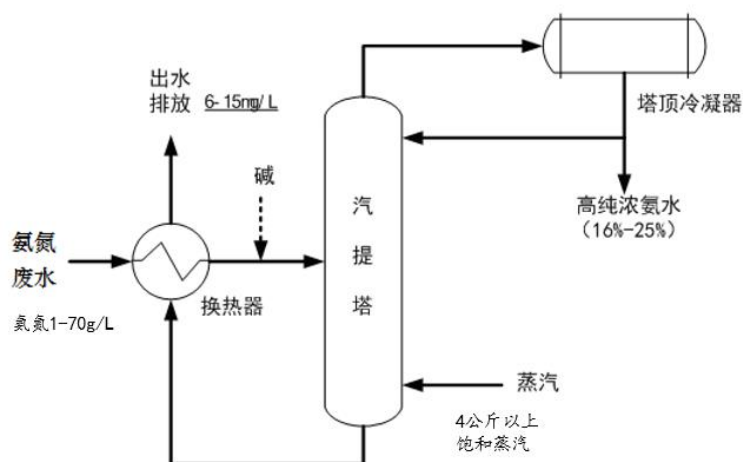 出水
排放 6-15mg/L
塔顶冷凝器
碱
汽
提
塔
高纯浓氨水
（16%-25%）
氨氮
废水
换热器
氨氮1-70g/L
蒸汽
4公斤以上
饱和蒸汽